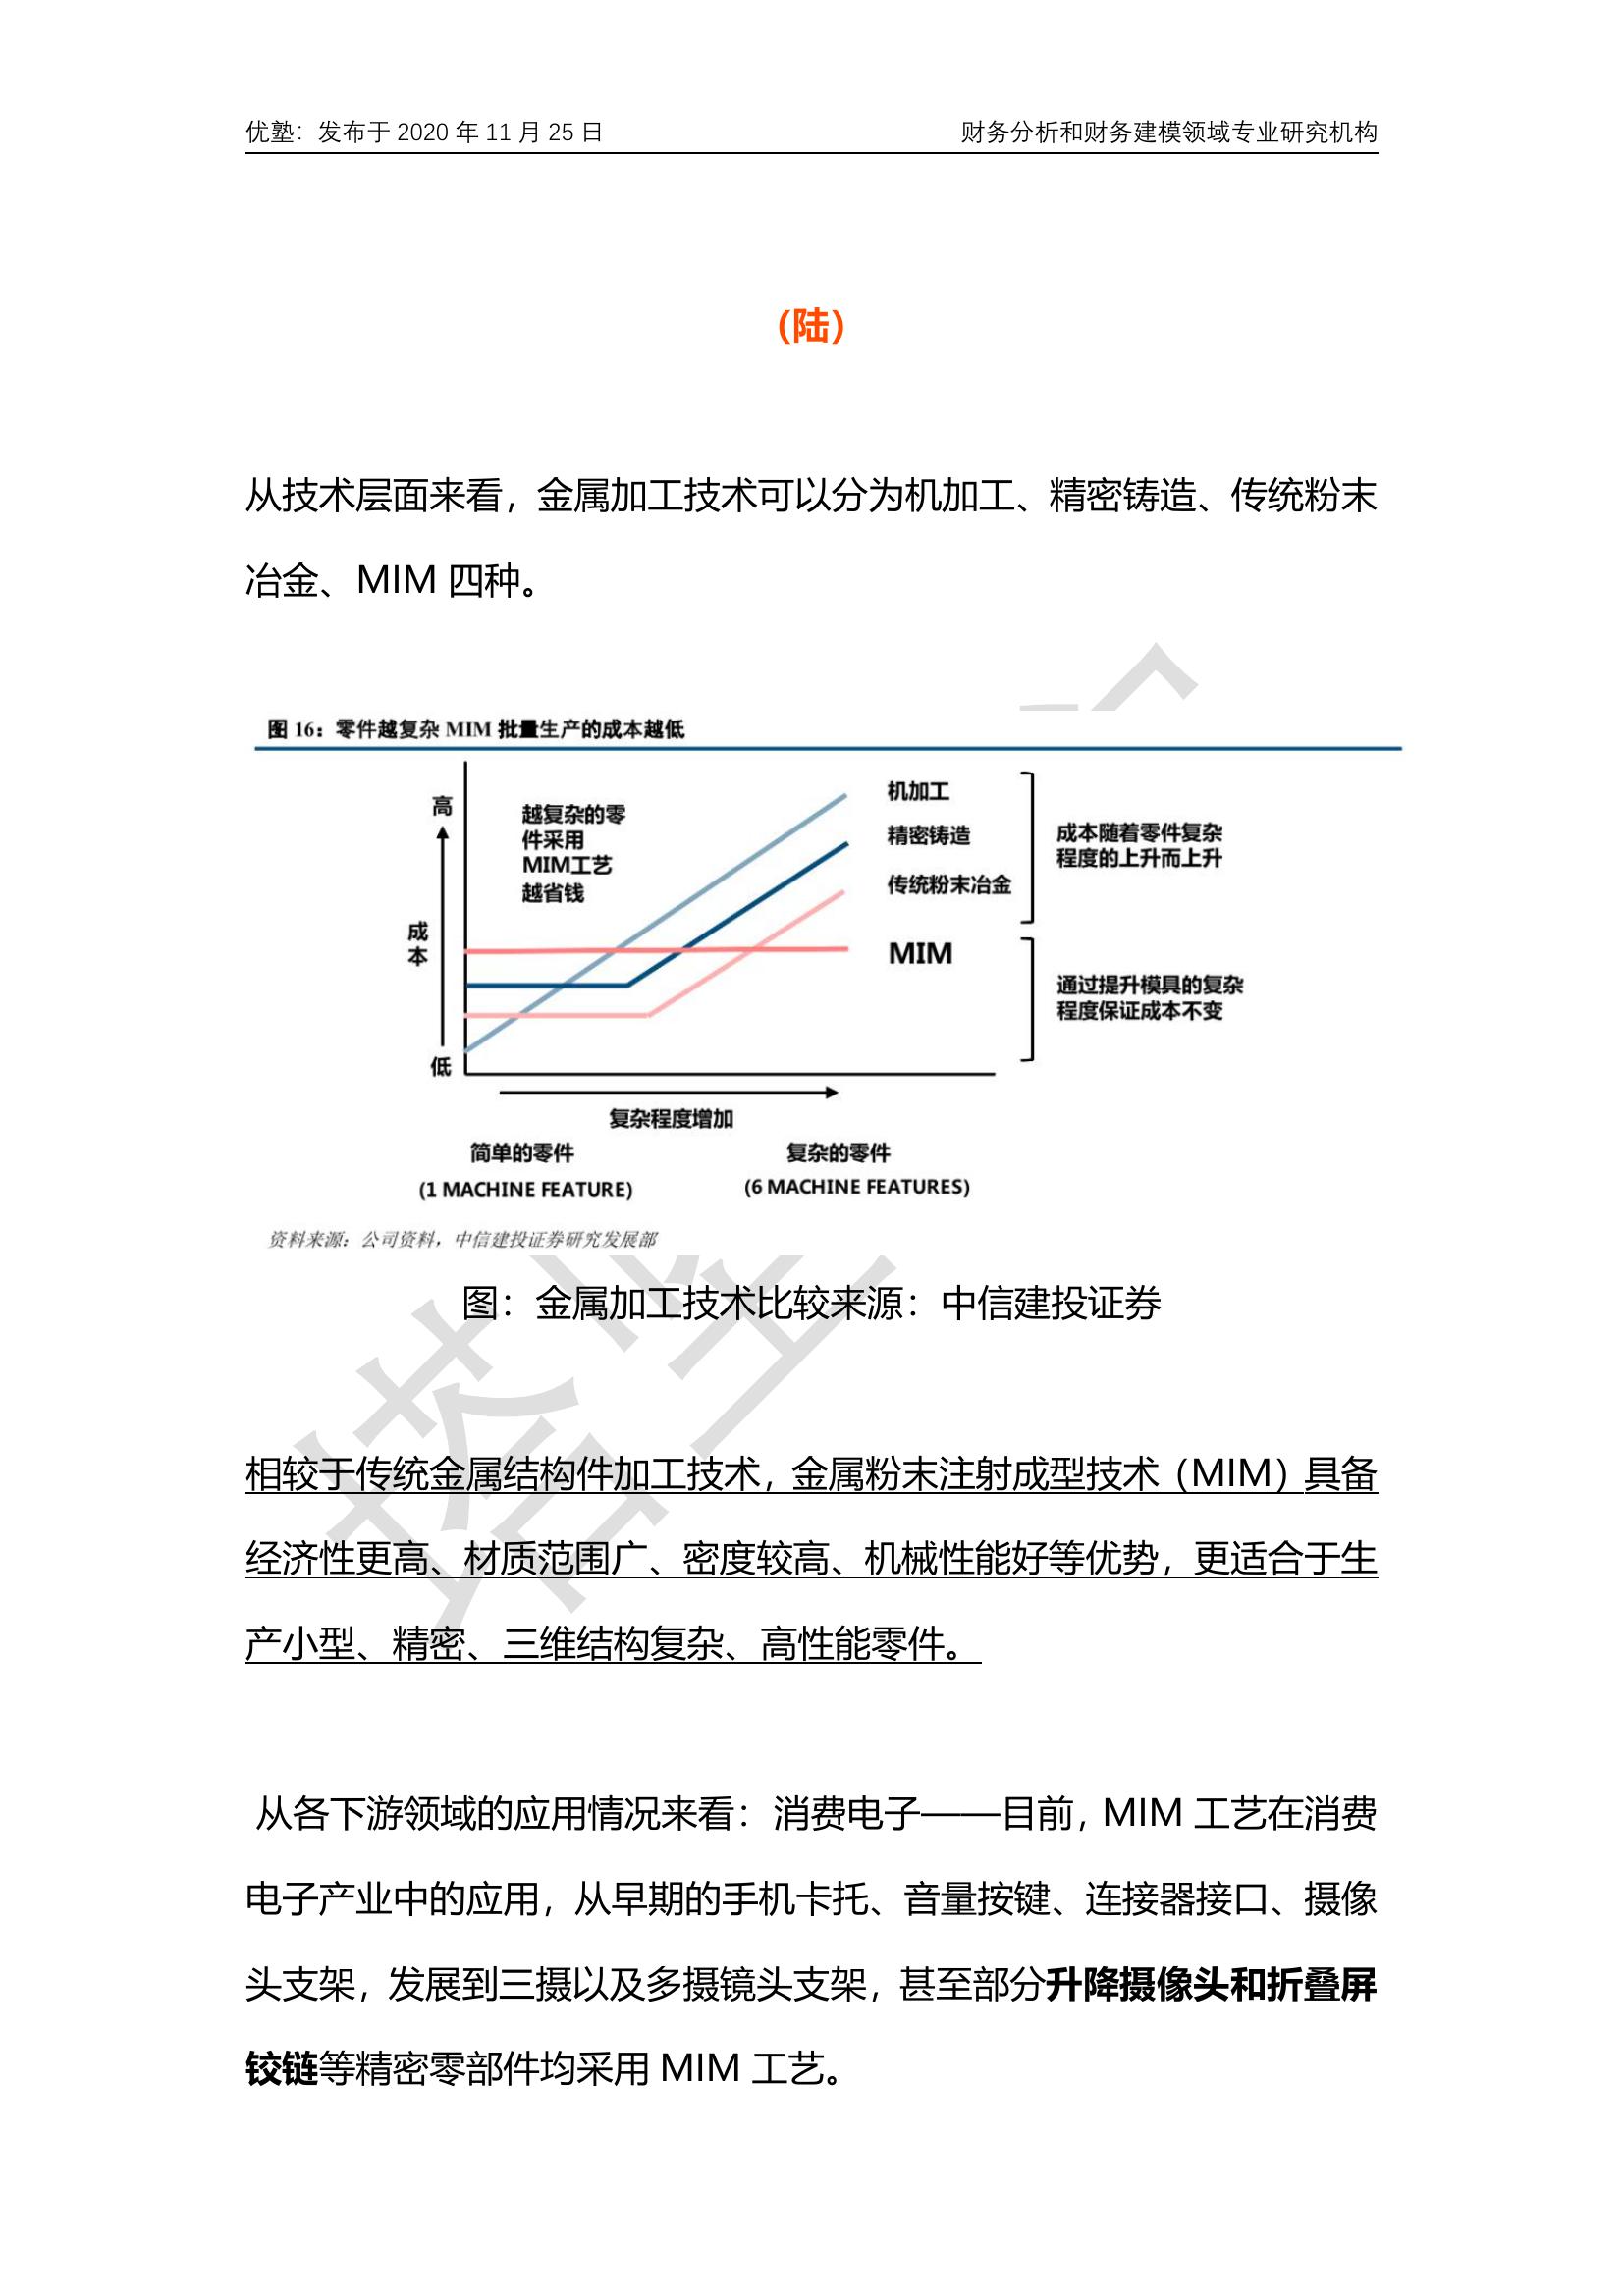 优塾：发布于 2020 年 11 月 25 日 财务分析和财务建模领域专业研究机构
(陆)
从技术层面来看，金属加工技术可以分为机加工、精密铸造、传统粉末
冶金、MIM 四种。
图 16：零件越复杂 MIM 批量生产的成本越低
高
成
本
低
越复杂的零
件采用
MIM工艺
越省钱
机加工
精密铸造
传统粉末冶金
MIM
成本随着零件复杂
程度的上升而上升
通过提升模具的复杂
程度保证成本不变
复杂程度增加
简单的零件
(1 MACHINE FEATURE)
复杂的零件
(6 MACHINE FEATURES)
资料来源：公司资料，中信建投证券研究发展部
图：金属加工技术比较来源：中信建投证券
相较于传统金属结构件加工技术，金属粉末注射成型技术（MIM）具备
经济性更高、材质范围广、密度较高、机械性能好等优势，更适合于生
产小型、精密、三维结构复杂、高性能零件。
从各下游领域的应用情况来看：消费电子——目前，MIM 工艺在消费
电子产业中的应用，从早期的手机卡托、音量按键、连接器接口、摄像
头支架，发展到三摄以及多摄镜头支架，甚至部分升降摄像头和折叠屏
铰链等精密零部件均采用 MIM 工艺。